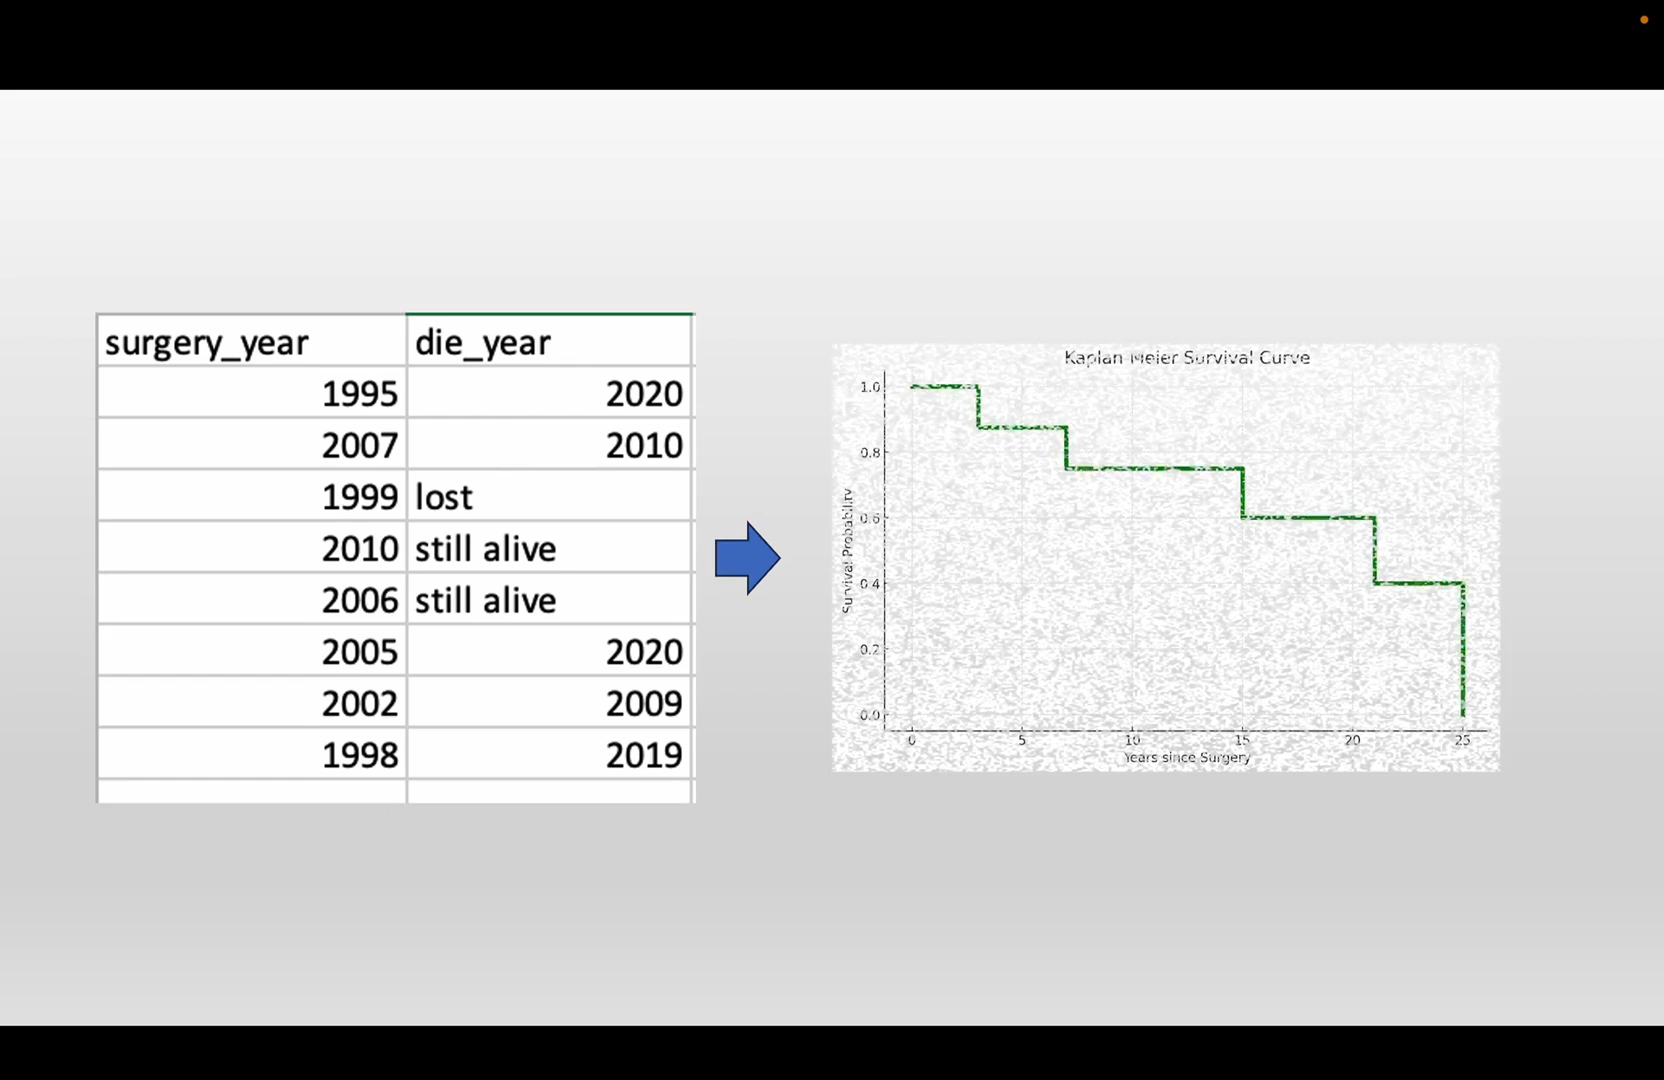 surgery_year die_year
1995 2020
2007 2010
1999 lost
2010 still alive
2006 still alive
2005 2020
2002 2009
1998 2019
Kaplan Meier Survival Curve
Survival Probability
1.0
0.8
0.6
0.4
0.2
0.0
0 5 10 15 20 25
Years since Surgery